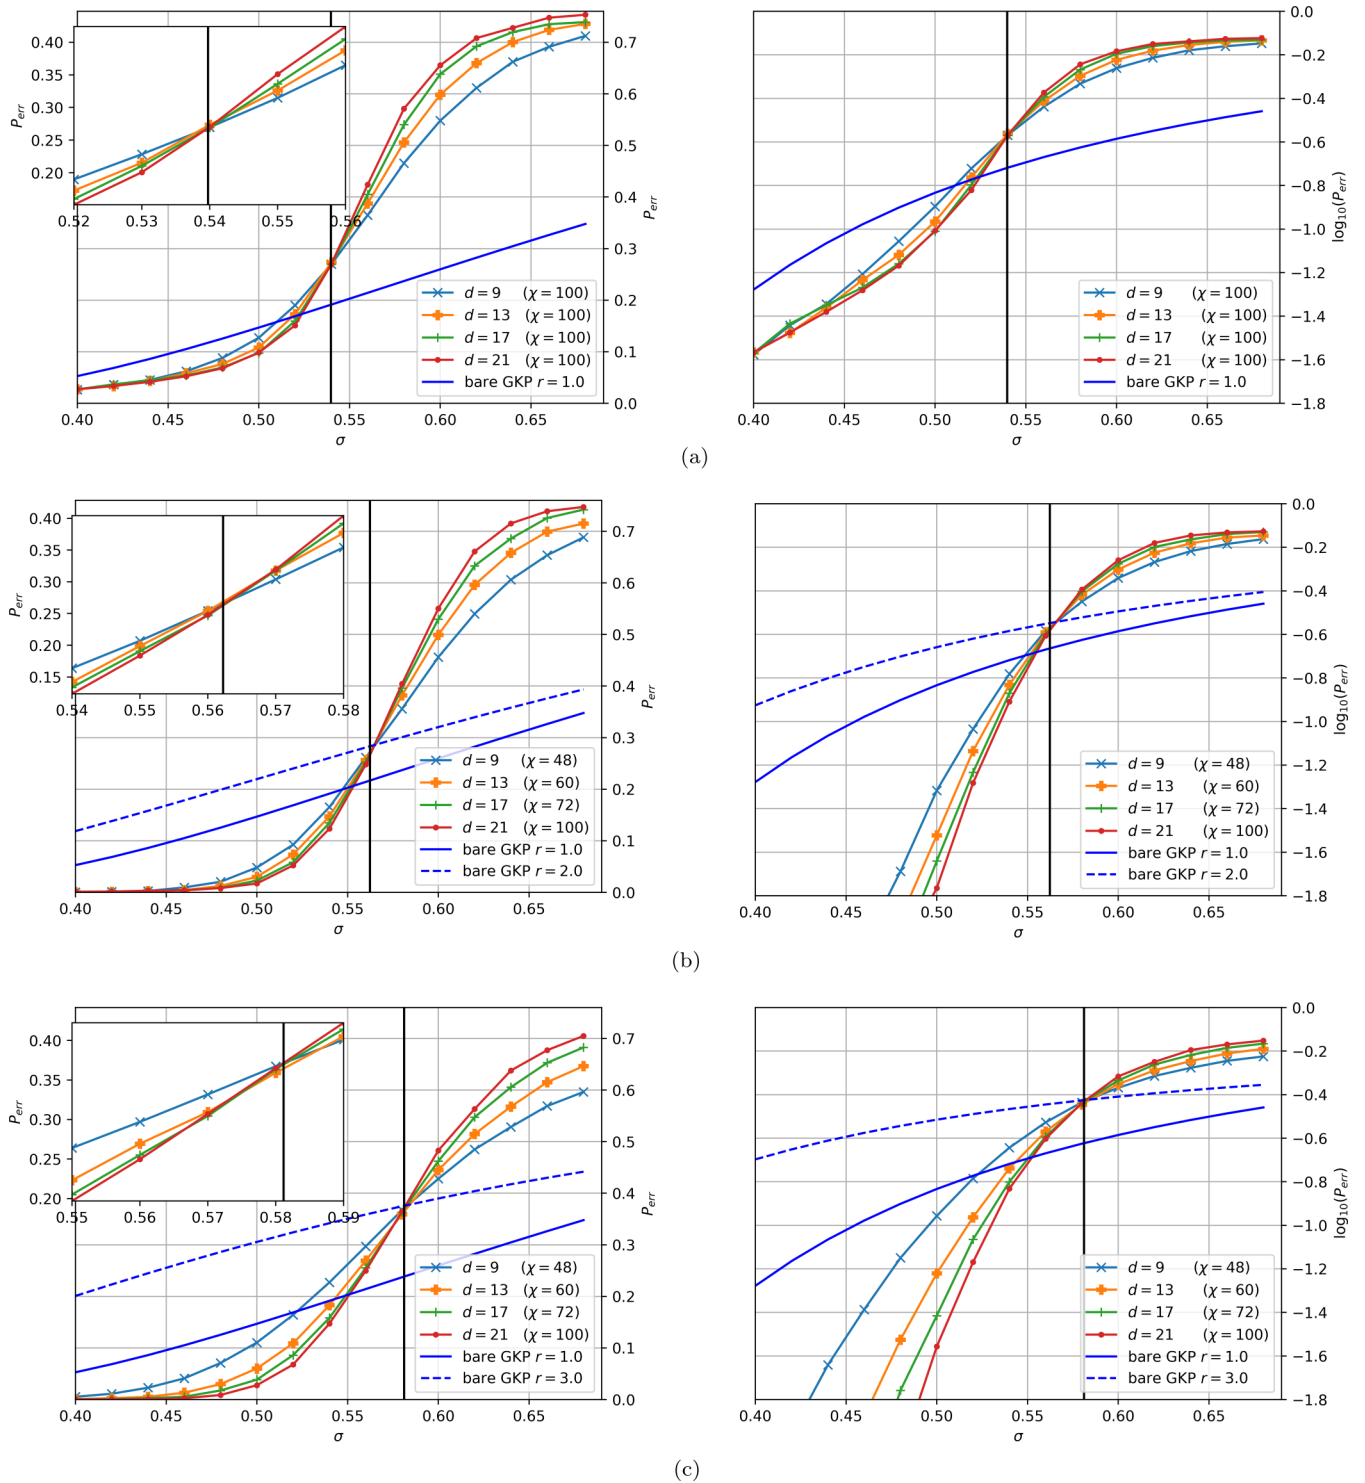 0.40
0.35
0.30
0.25
0.20
P_err
0.52 0.53 0.54 0.55 0.56
0.7
0.6
0.5
0.4
0.3
0.2
0.1
0.0
P_err
d = 9 (χ = 100)
d = 13 (χ = 100)
d = 17 (χ = 100)
d = 21 (χ = 100)
bare GKP r = 1.0
0.40 0.45 0.50 0.55 0.60 0.65
σ
0.0
−0.2
−0.4
−0.6
−0.8
−1.0
−1.2
−1.4
−1.6
−1.8
log₁₀(P_err)
d = 9 (χ = 100)
d = 13 (χ = 100)
d = 17 (χ = 100)
d = 21 (χ = 100)
bare GKP r = 1.0
0.40 0.45 0.50 0.55 0.60 0.65
σ
(a)
0.40
0.35
0.30
0.25
0.20
0.15
P_err
0.54 0.55 0.56 0.57 0.58
0.7
0.6
0.5
0.4
0.3
0.2
0.1
0.0
P_err
d = 9 (χ = 48)
d = 13 (χ = 60)
d = 17 (χ = 72)
d = 21 (χ = 100)
bare GKP r = 1.0
bare GKP r = 2.0
0.40 0.45 0.50 0.55 0.60 0.65
σ
0.0
−0.2
−0.4
−0.6
−0.8
−1.0
−1.2
−1.4
−1.6
−1.8
log₁₀(P_err)
d = 9 (χ = 48)
d = 13 (χ = 60)
d = 17 (χ = 72)
d = 21 (χ = 100)
bare GKP r = 1.0
bare GKP r = 2.0
0.40 0.45 0.50 0.55 0.60 0.65
σ
(b)
0.40
0.35
0.30
0.25
0.20
P_err
0.55 0.56 0.57 0.58 0.59
0.7
0.6
0.5
0.4
0.3
0.2
0.1
0.0
P_err
d = 9 (χ = 48)
d = 13 (χ = 60)
d = 17 (χ = 72)
d = 21 (χ = 100)
bare GKP r = 1.0
bare GKP r = 3.0
0.40 0.45 0.50 0.55 0.60 0.65
σ
0.0
−0.2
−0.4
−0.6
−0.8
−1.0
−1.2
−1.4
−1.6
−1.8
log₁₀(P_err)
d = 9 (χ = 48)
d = 13 (χ = 60)
d = 17 (χ = 72)
d = 21 (χ = 100)
bare GKP r = 1.0
bare GKP r = 3.0
0.40 0.45 0.50 0.55 0.60 0.65
σ
(c)